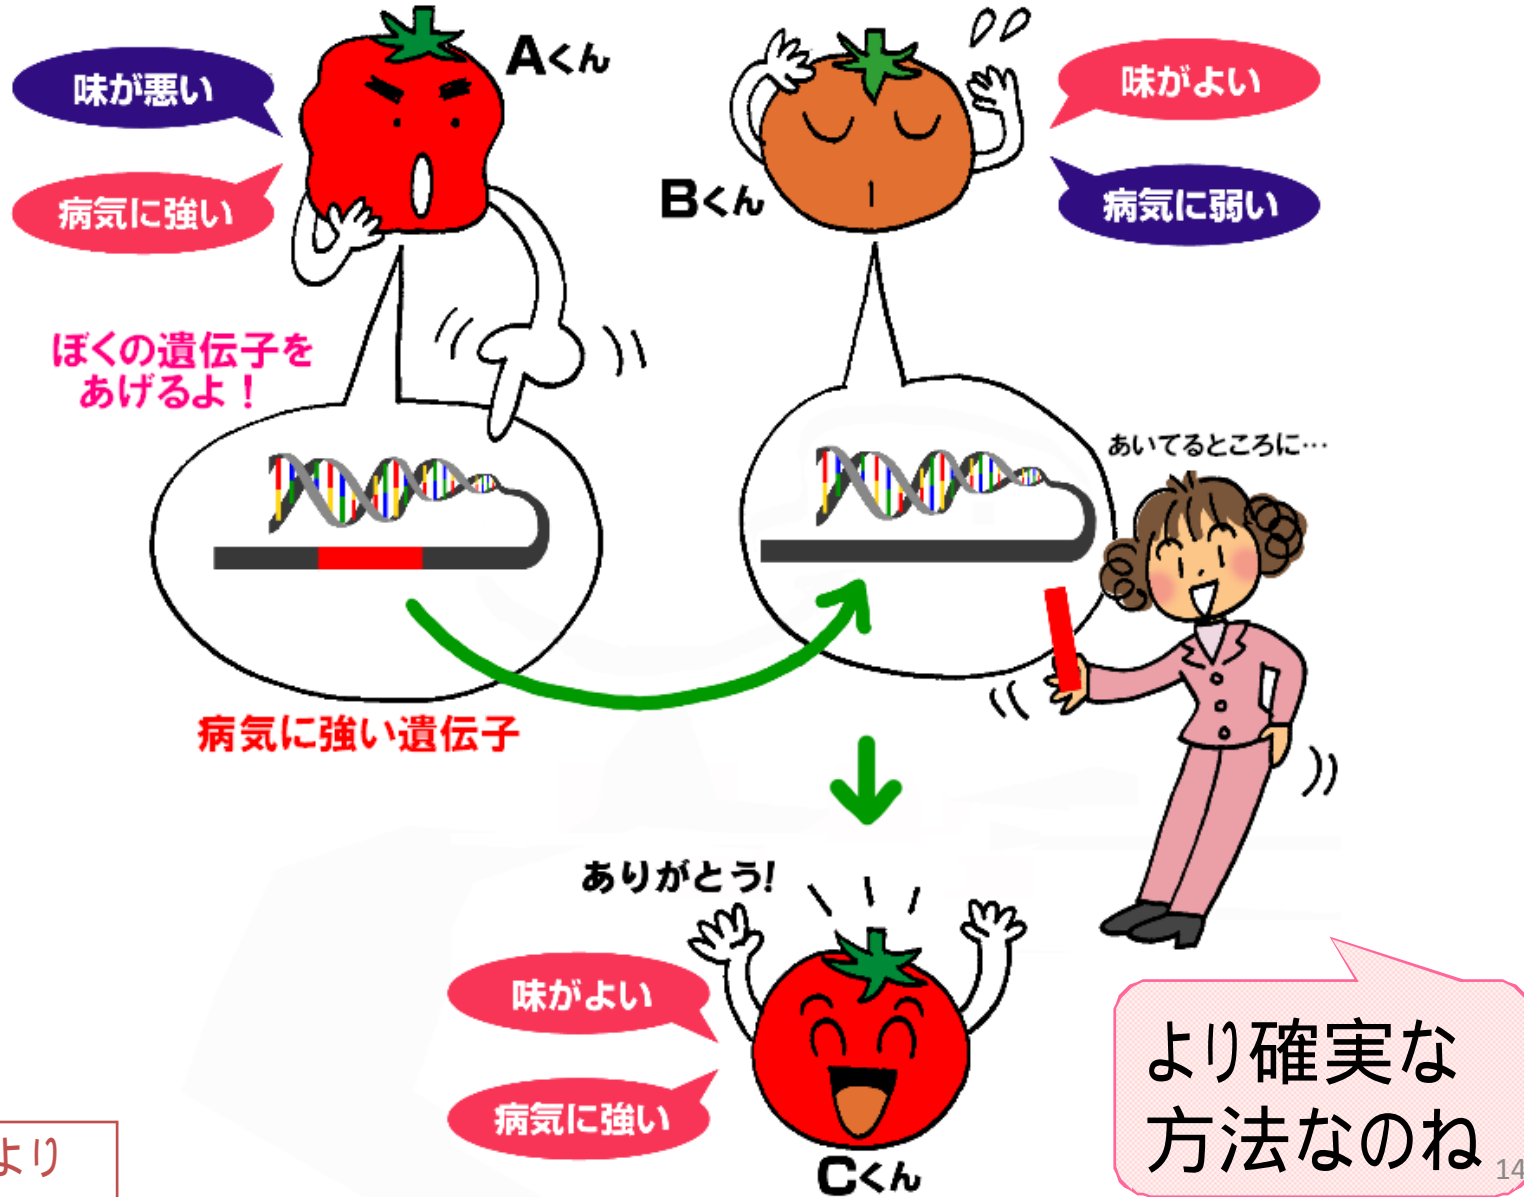 Aくん
味が悪い
病気に強い
Bくん
味がよい
病気に弱い
ぼくの遺伝子を
あげるよ！
あいてるところに…
病気に強い遺伝子
ありがとう!
味がよい
病気に強い
Cくん
より確実な
方法なのね
より
14